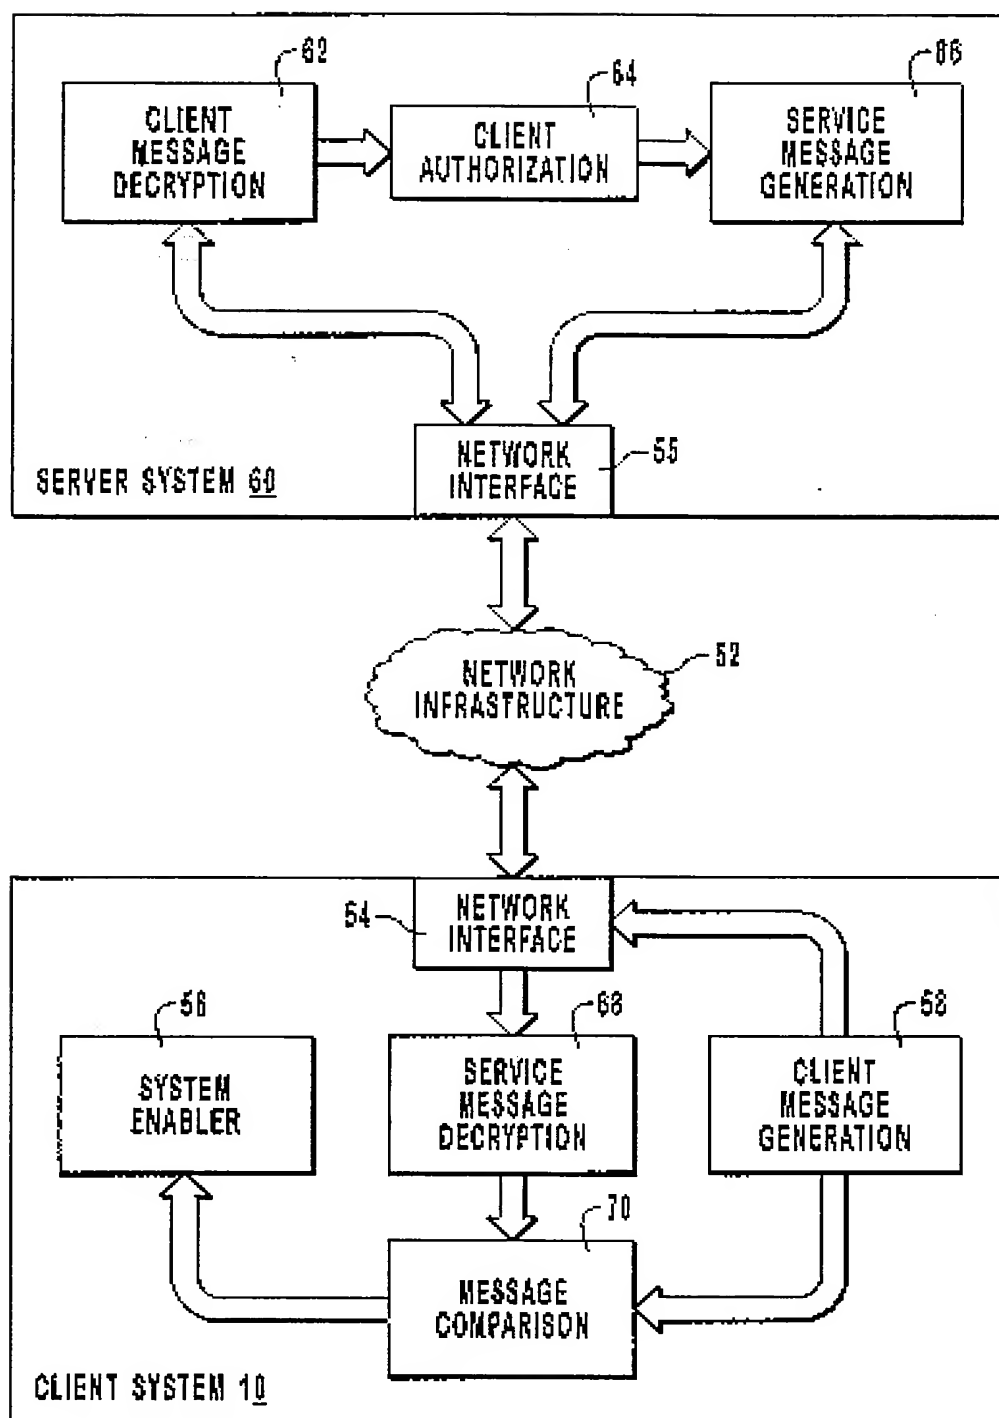 62
64
66
CLIENT
MESSAGE
DECRYPTION
CLIENT
AUTHORIZATION
SERVICE
MESSAGE
GENERATION
NETWORK
INTERFACE
55
SERVER SYSTEM 60
NETWORK
INFRASTRUCTURE
52
NETWORK
INTERFACE
54
56
68
58
SYSTEM
ENABLER
SERVICE
MESSAGE
DECRYPTION
CLIENT
MESSAGE
GENERATION
70
MESSAGE
COMPARISON
CLIENT SYSTEM 10